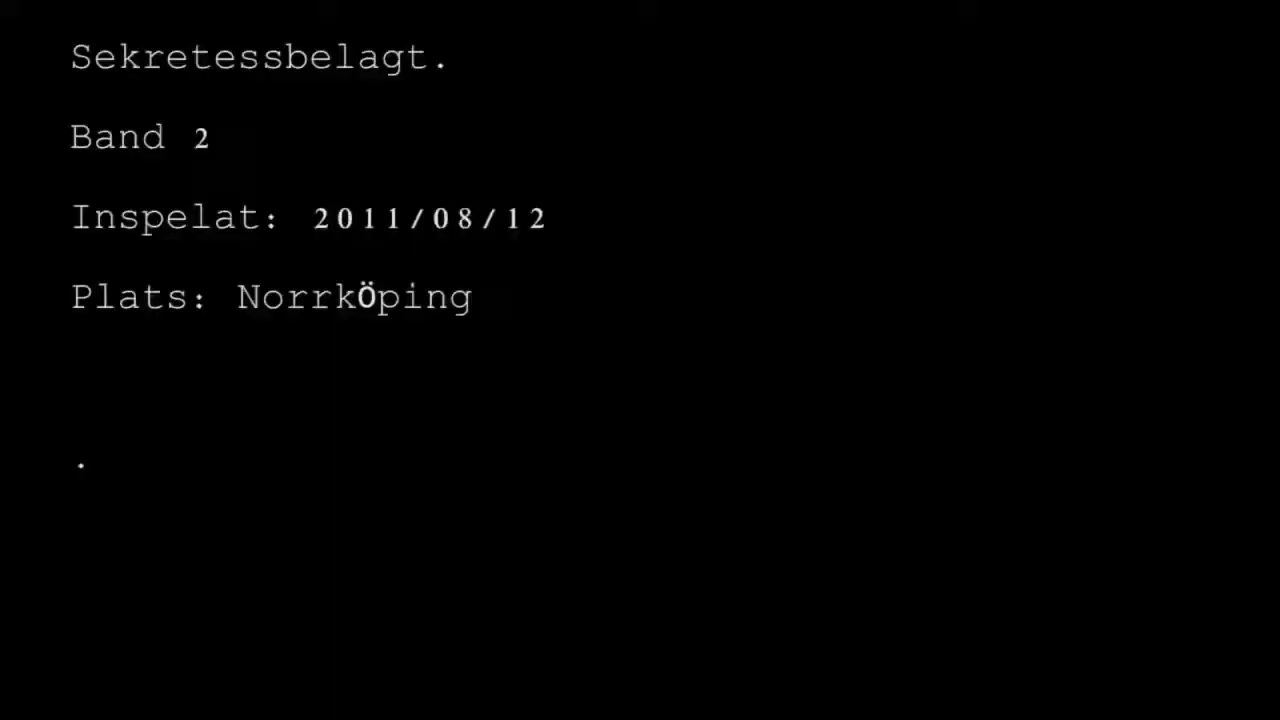 Sekretessbelagt.
Band 2
Inspelat: 2011/08/12
Plats: Norrköping
.